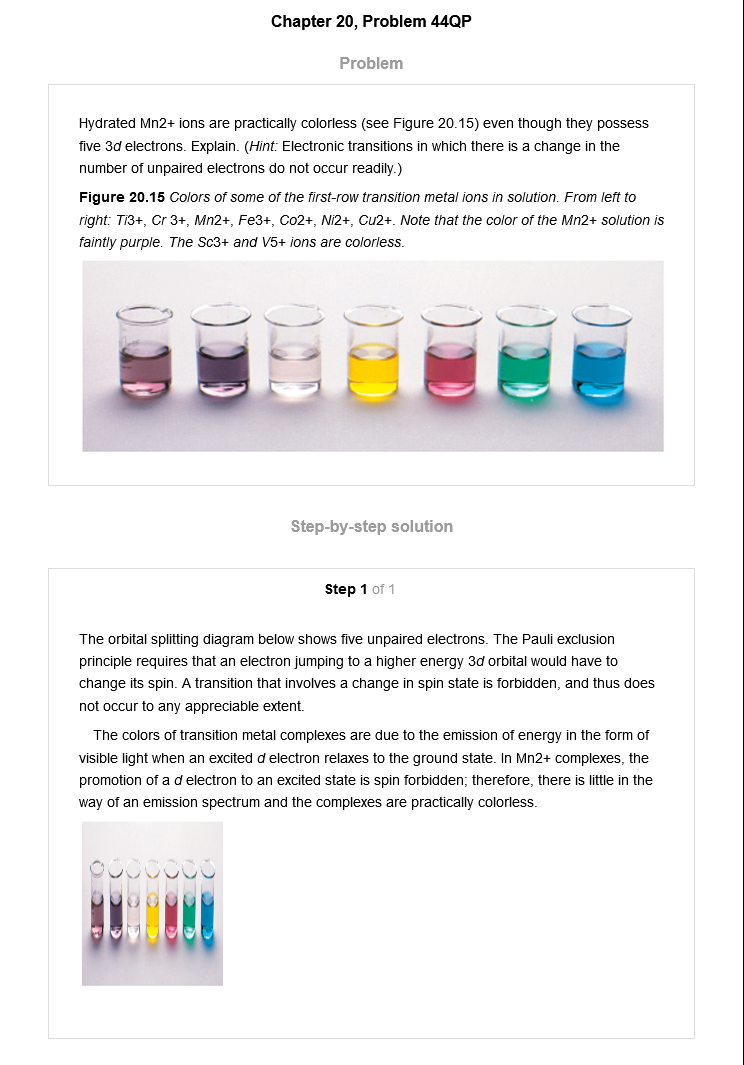 Chapter 20, Problem 44QP
Problem
Hydrated Mn2+ ions are practically colorless (see Figure 20.15) even though they possess
five 3d electrons. Explain. (Hint: Electronic transitions in which there is a change in the
number of unpaired electrons do not occur readily.)
Figure 20.15 Colors of some of the first-row transition metal ions in solution. From left to
right: Ti3+, Cr 3+, Mn2+, Fe3+, Co2+, Ni2+, Cu2+. Note that the color of the Mn2+ solution is
faintly purple. The Sc3+ and V5+ ions are colorless.
Step-by-step solution
Step 1 of 1
The orbital splitting diagram below shows five unpaired electrons. The Pauli exclusion
principle requires that an electron jumping to a higher energy 3d orbital would have to
change its spin. A transition that involves a change in spin state is forbidden, and thus does
not occur to any appreciable extent.
The colors of transition metal complexes are due to the emission of energy in the form of
visible light when an excited d electron relaxes to the ground state. In Mn2+ complexes, the
promotion of a d electron to an excited state is spin forbidden; therefore, there is little in the
way of an emission spectrum and the complexes are practically colorless.